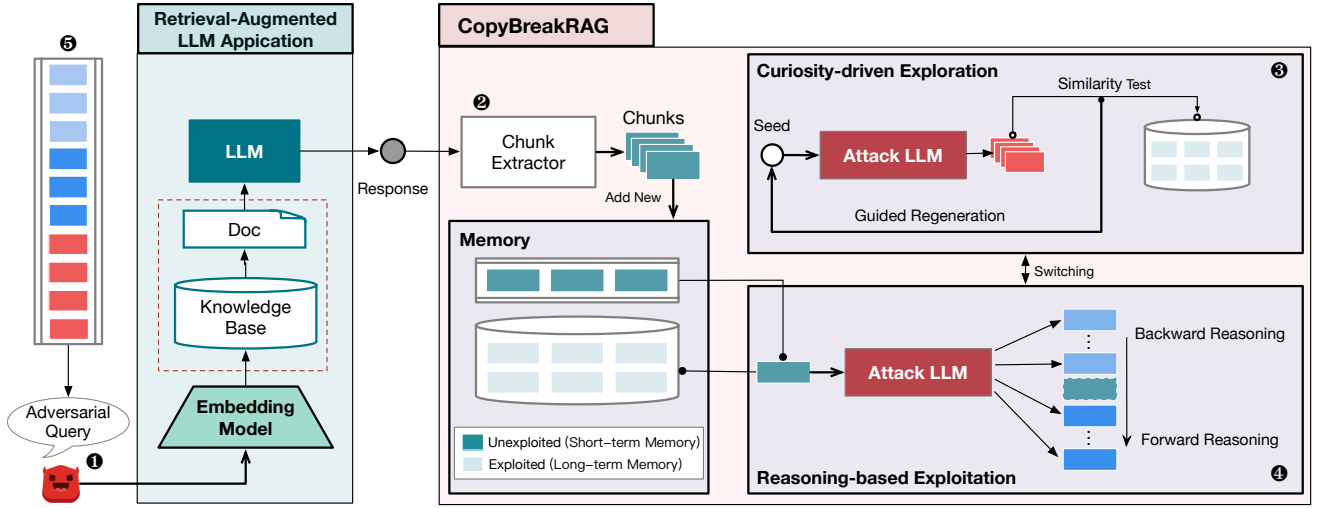 Retrieval-Augmented
LLM Appication
CopyBreakRAG
❺
Curiosity-driven Exploration
❸
Similarity Test
❷
Chunks
Seed
LLM
Chunk
Extractor
Attack LLM
Response
Add New
Guided Regeneration
Doc
Memory
Switching
Knowledge
Base
Backward Reasoning
Attack LLM
Adversarial
Query
Embedding
Model
Unexploited (Short-term Memory)
Forward Reasoning
❶
Exploited (Long-term Memory)
Reasoning-based Exploitation
❹